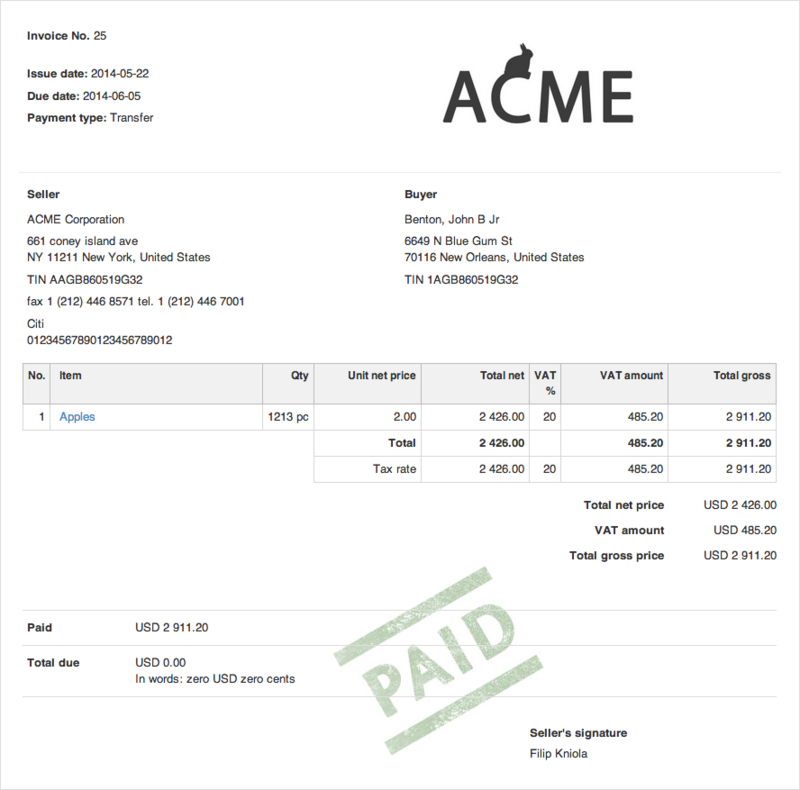 Invoice No. 25
Issue date: 2014-05-22
Due date: 2014-06-05
Payment type: Transfer
ACME
Seller
ACME Corporation
661 coney island ave
NY 11211 New York, United States
TIN AAGB860519G32
fax 1 (212) 446 8571 tel. 1 (212) 446 7001
Citi
01234567890123456789012
Buyer
Benton, John B Jr
6649 N Blue Gum St
70116 New Orleans, United States
TIN 1AGB860519G32
No. Item Qty Unit net price Total net VAT % VAT amount Total gross
1 Apples 1213 pc 2.00 2 426.00 20 485.20 2 911.20
Total 2 426.00 485.20 2 911.20
Tax rate 2 426.00 20 485.20 2 911.20
Total net price USD 2 426.00
VAT amount USD 485.20
Total gross price USD 2 911.20
Paid USD 2 911.20
Total due USD 0.00
In words: zero USD zero cents
PAID
Seller's signature
Filip Kniola